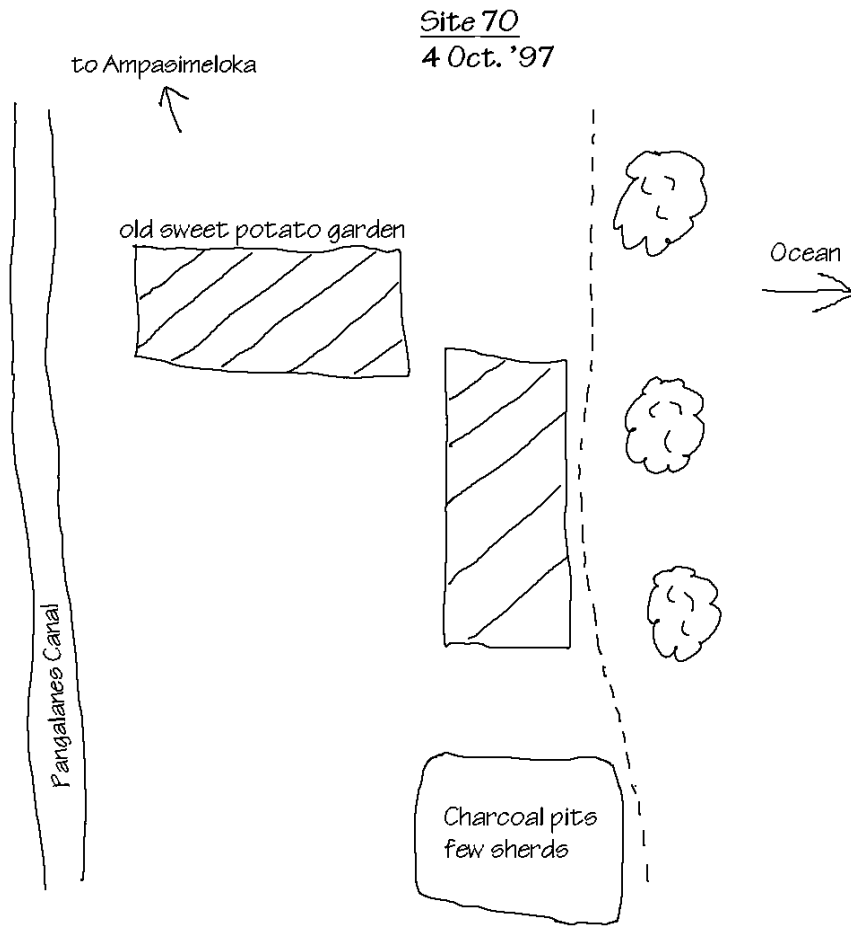 Site 70
4 Oct. '97
to Ampasimeloka
old sweet potato garden
Ocean
Pangalanes Canal
Charcoal pits
few sherds